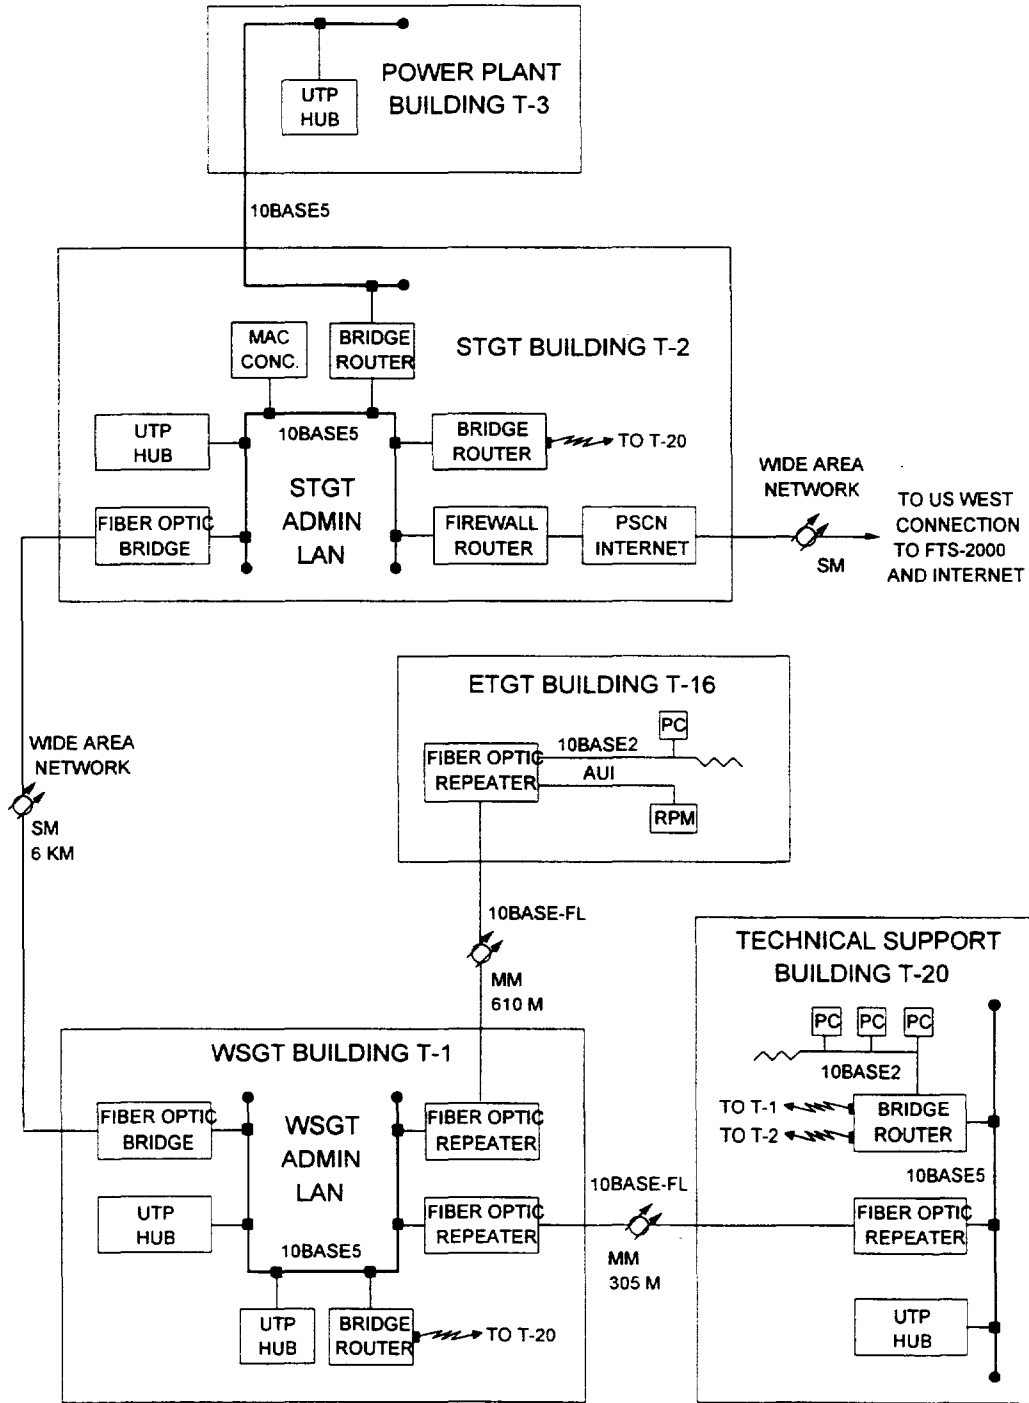 POWER PLANT
BUILDING T-3
UTP
HUB
10BASE5
STGT BUILDING T-2
MAC
CONC.
BRIDGE
ROUTER
UTP
HUB
10BASE5
BRIDGE
ROUTER
TO T-20
STGT
ADMIN
LAN
FIBER OPTIC
BRIDGE
FIREWALL
ROUTER
PSCN
INTERNET
WIDE AREA
NETWORK
SM
TO US WEST
CONNECTION
TO FTS-2000
AND INTERNET
WIDE AREA
NETWORK
SM
6 KM
ETGT BUILDING T-16
FIBER OPTIC
REPEATER
10BASE2
PC
AUI
RPM
10BASE-FL
MM
610 M
WSGT BUILDING T-1
FIBER OPTIC
BRIDGE
WSGT
ADMIN
LAN
FIBER OPTIC
REPEATER
UTP
HUB
FIBER OPTIC
REPEATER
10BASE5
UTP
HUB
BRIDGE
ROUTER
TO T-20
10BASE-FL
MM
305 M
TECHNICAL SUPPORT
BUILDING T-20
PC
PC
PC
10BASE2
TO T-1
TO T-2
BRIDGE
ROUTER
10BASE5
FIBER OPTIC
REPEATER
UTP
HUB